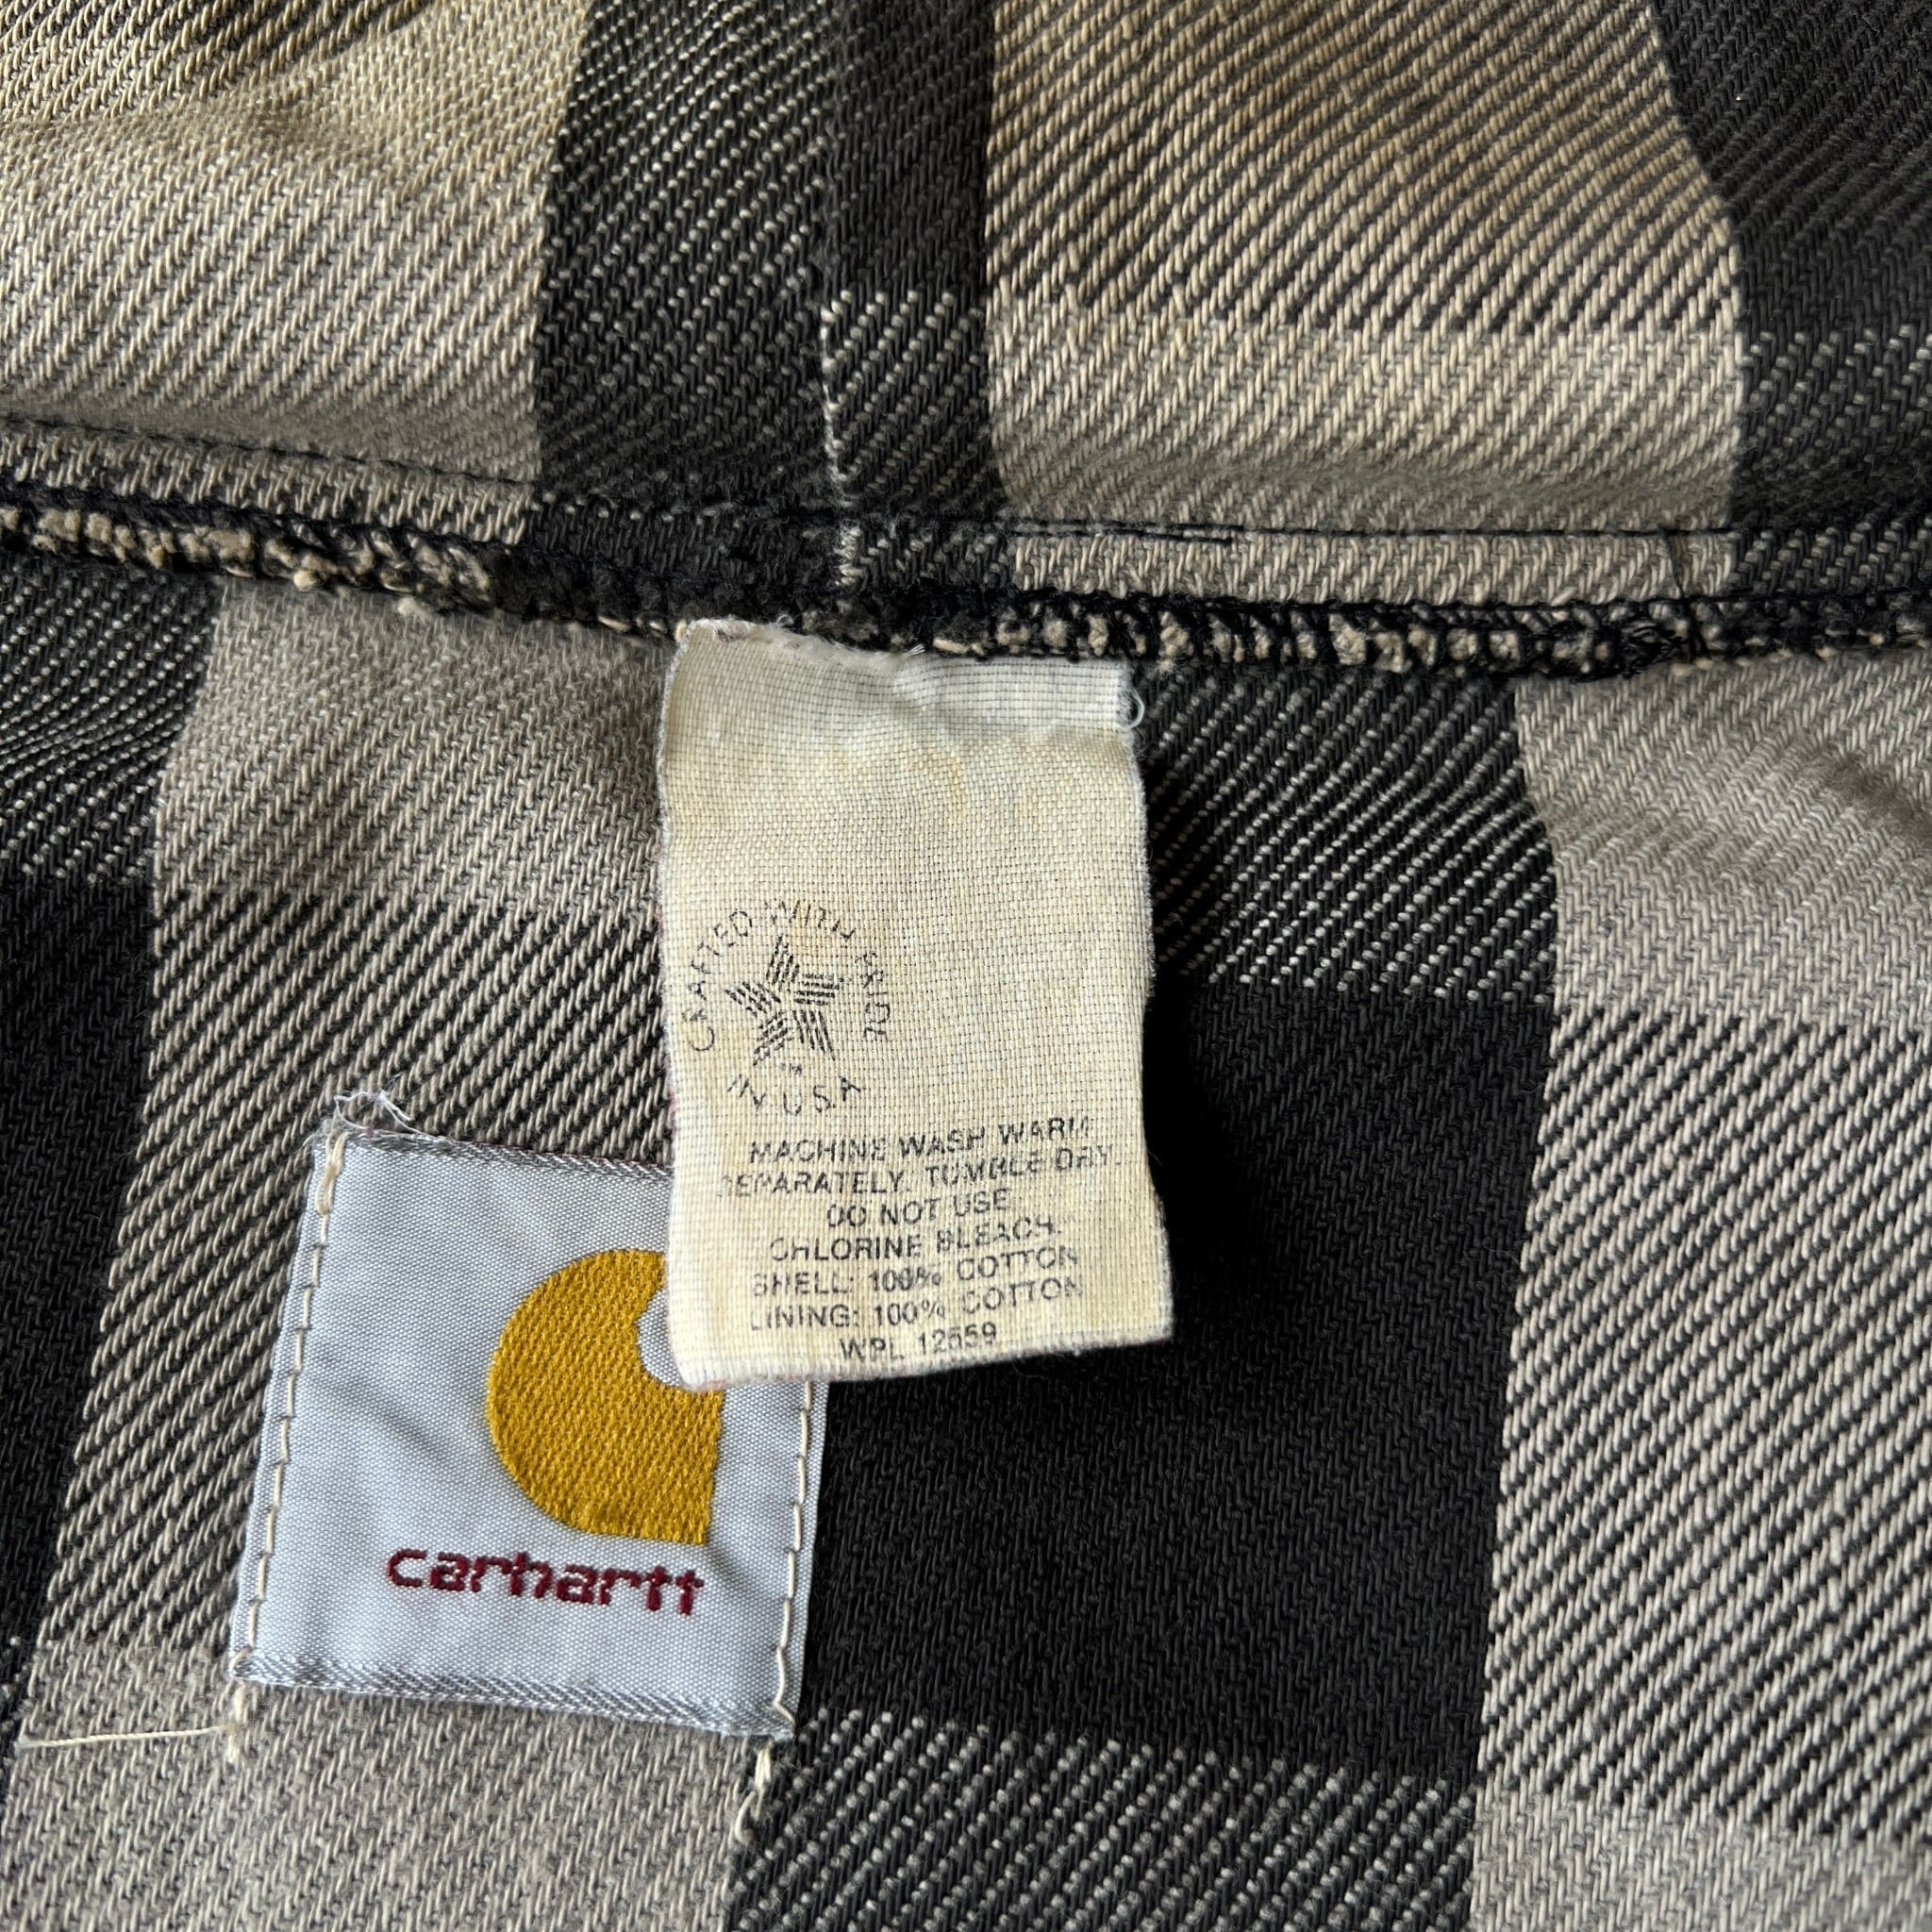 CRAFTED WITH PRIDE
IN U.S.A
MACHINE WASH WARM
SEPARATELY. TUMBLE DRY.
DO NOT USE
CHLORINE BLEACH.
SHELL: 100% COTTON
LINING: 100% COTTON
WPL 12559
carhartt